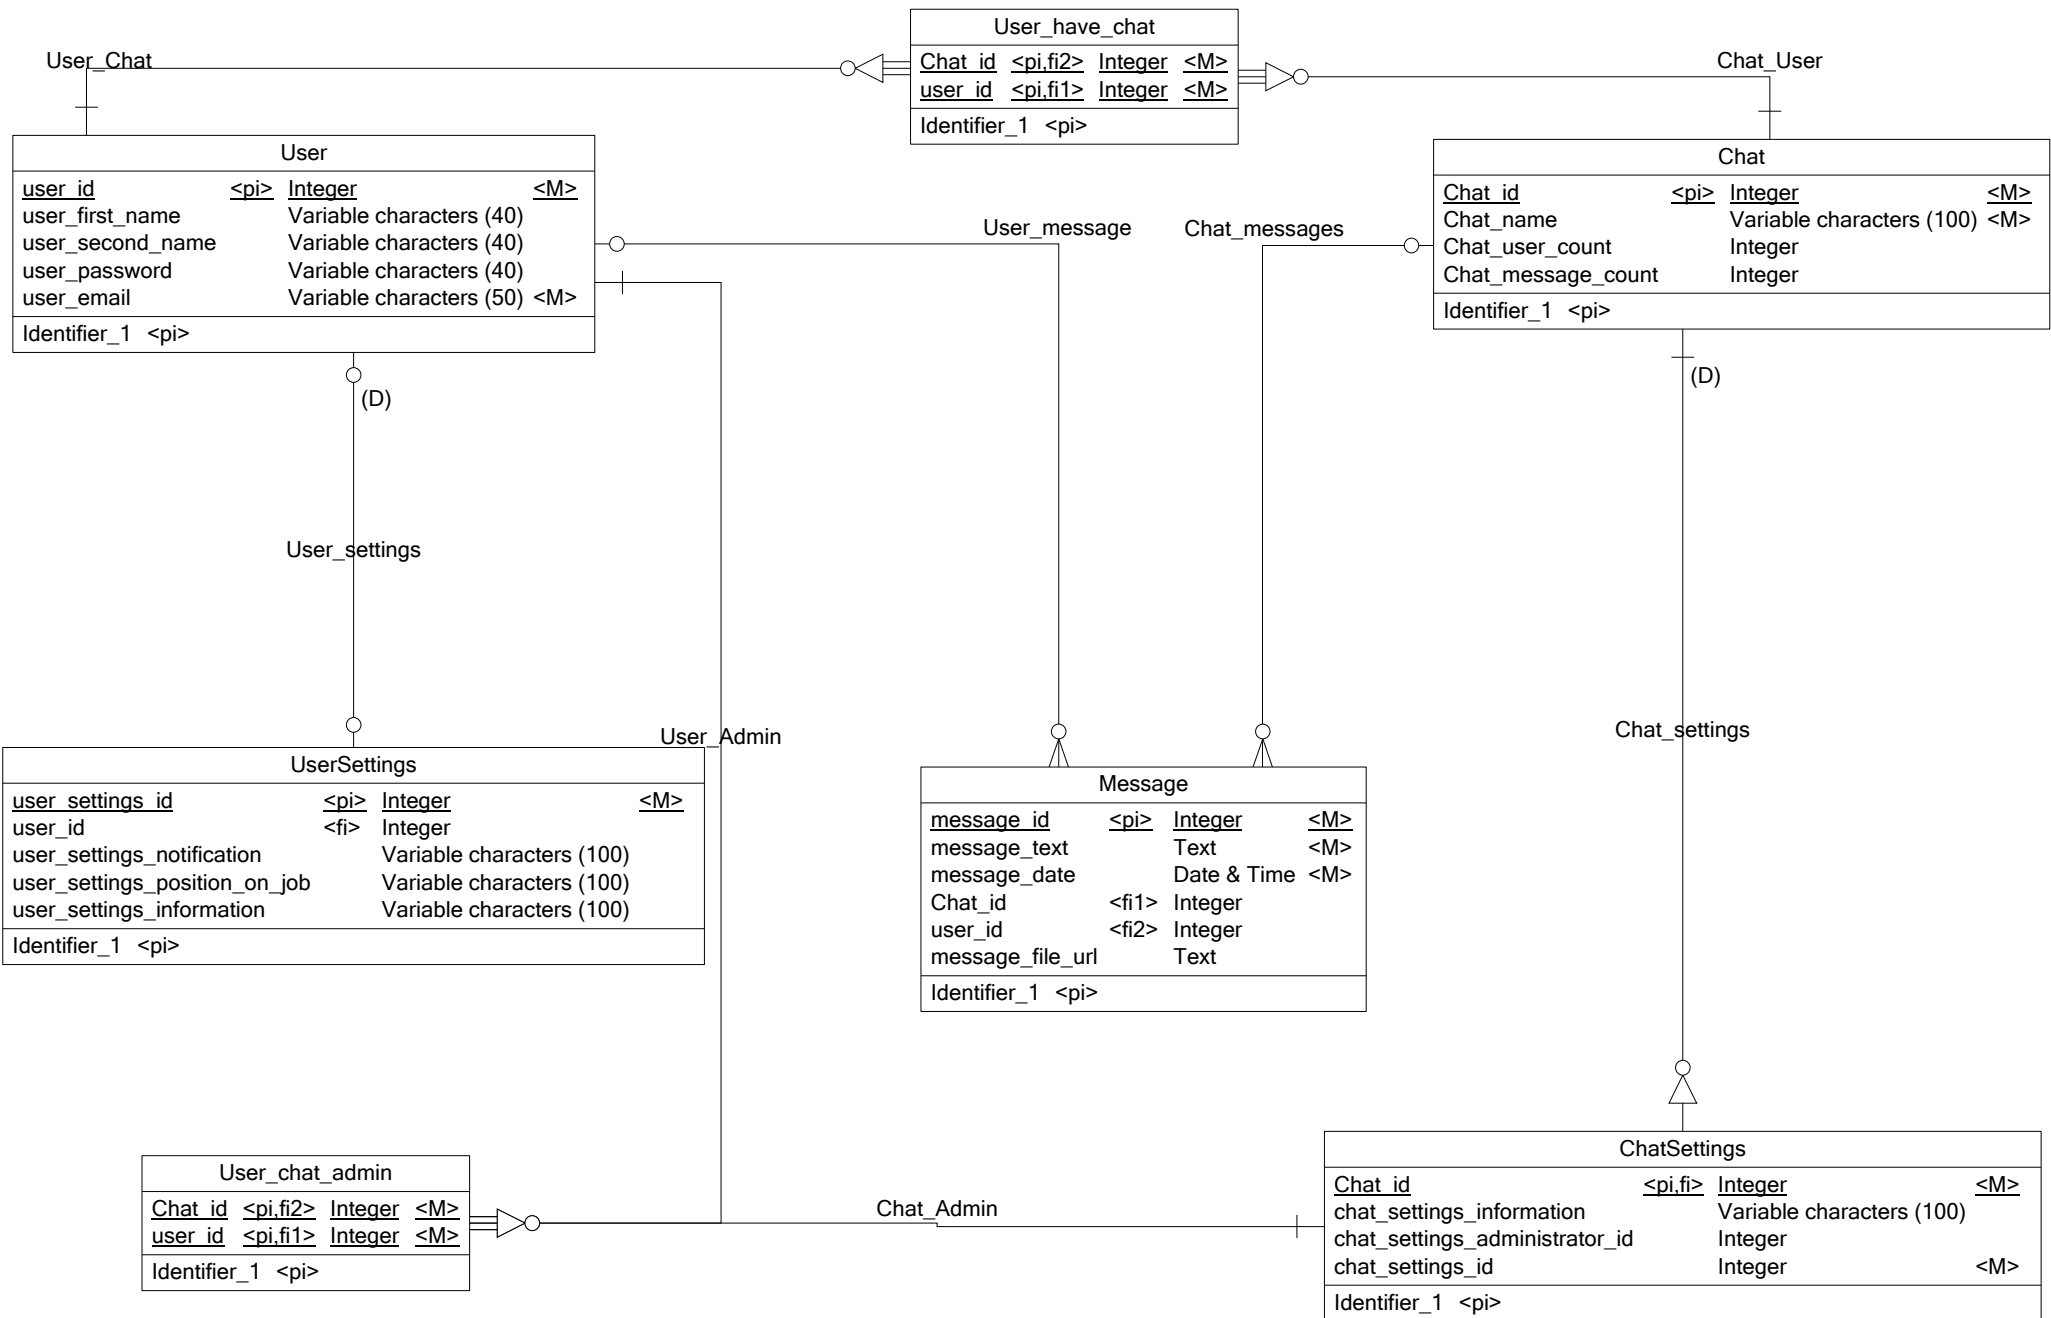 User_have_chat
Chat_id <pi,fi2> Integer <M>
user_id <pi,fi1> Integer <M>
Identifier_1 <pi>
User_Chat
Chat_User
User
user_id <pi> Integer <M>
user_first_name Variable characters (40)
user_second_name Variable characters (40)
user_password Variable characters (40)
user_email Variable characters (50) <M>
Identifier_1 <pi>
Chat
Chat_id <pi> Integer <M>
Chat_name Variable characters (100) <M>
Chat_user_count Integer
Chat_message_count Integer
Identifier_1 <pi>
User_message
Chat_messages
(D)
(D)
User_settings
User_Admin
Chat_settings
UserSettings
user_settings_id <pi> Integer <M>
user_id <fi> Integer
user_settings_notification Variable characters (100)
user_settings_position_on_job Variable characters (100)
user_settings_information Variable characters (100)
Identifier_1 <pi>
Message
message_id <pi> Integer <M>
message_text Text <M>
message_date Date & Time <M>
Chat_id <fi1> Integer
user_id <fi2> Integer
message_file_url Text
Identifier_1 <pi>
User_chat_admin
Chat_id <pi,fi2> Integer <M>
user_id <pi,fi1> Integer <M>
Identifier_1 <pi>
Chat_Admin
ChatSettings
Chat_id <pi,fi> Integer <M>
chat_settings_information Variable characters (100)
chat_settings_administrator_id Integer
chat_settings_id Integer <M>
Identifier_1 <pi>